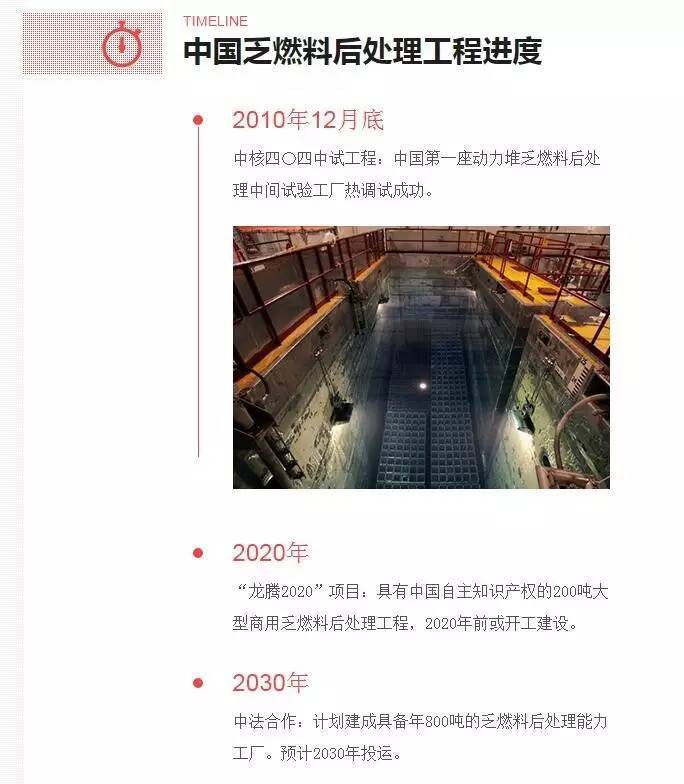 TIMELINE
中国乏燃料后处理工程进度
2010年12月底
中核四〇四中试工程：中国第一座动力堆乏燃料后处
理中间试验工厂热调试成功。
2020年
“龙腾2020”项目：具有中国自主知识产权的200吨大
型商用乏燃料后处理工程，2020年前或开工建设。
2030年
中法合作：计划建成具备年800吨的乏燃料后处理能力
工厂。预计2030年投运。